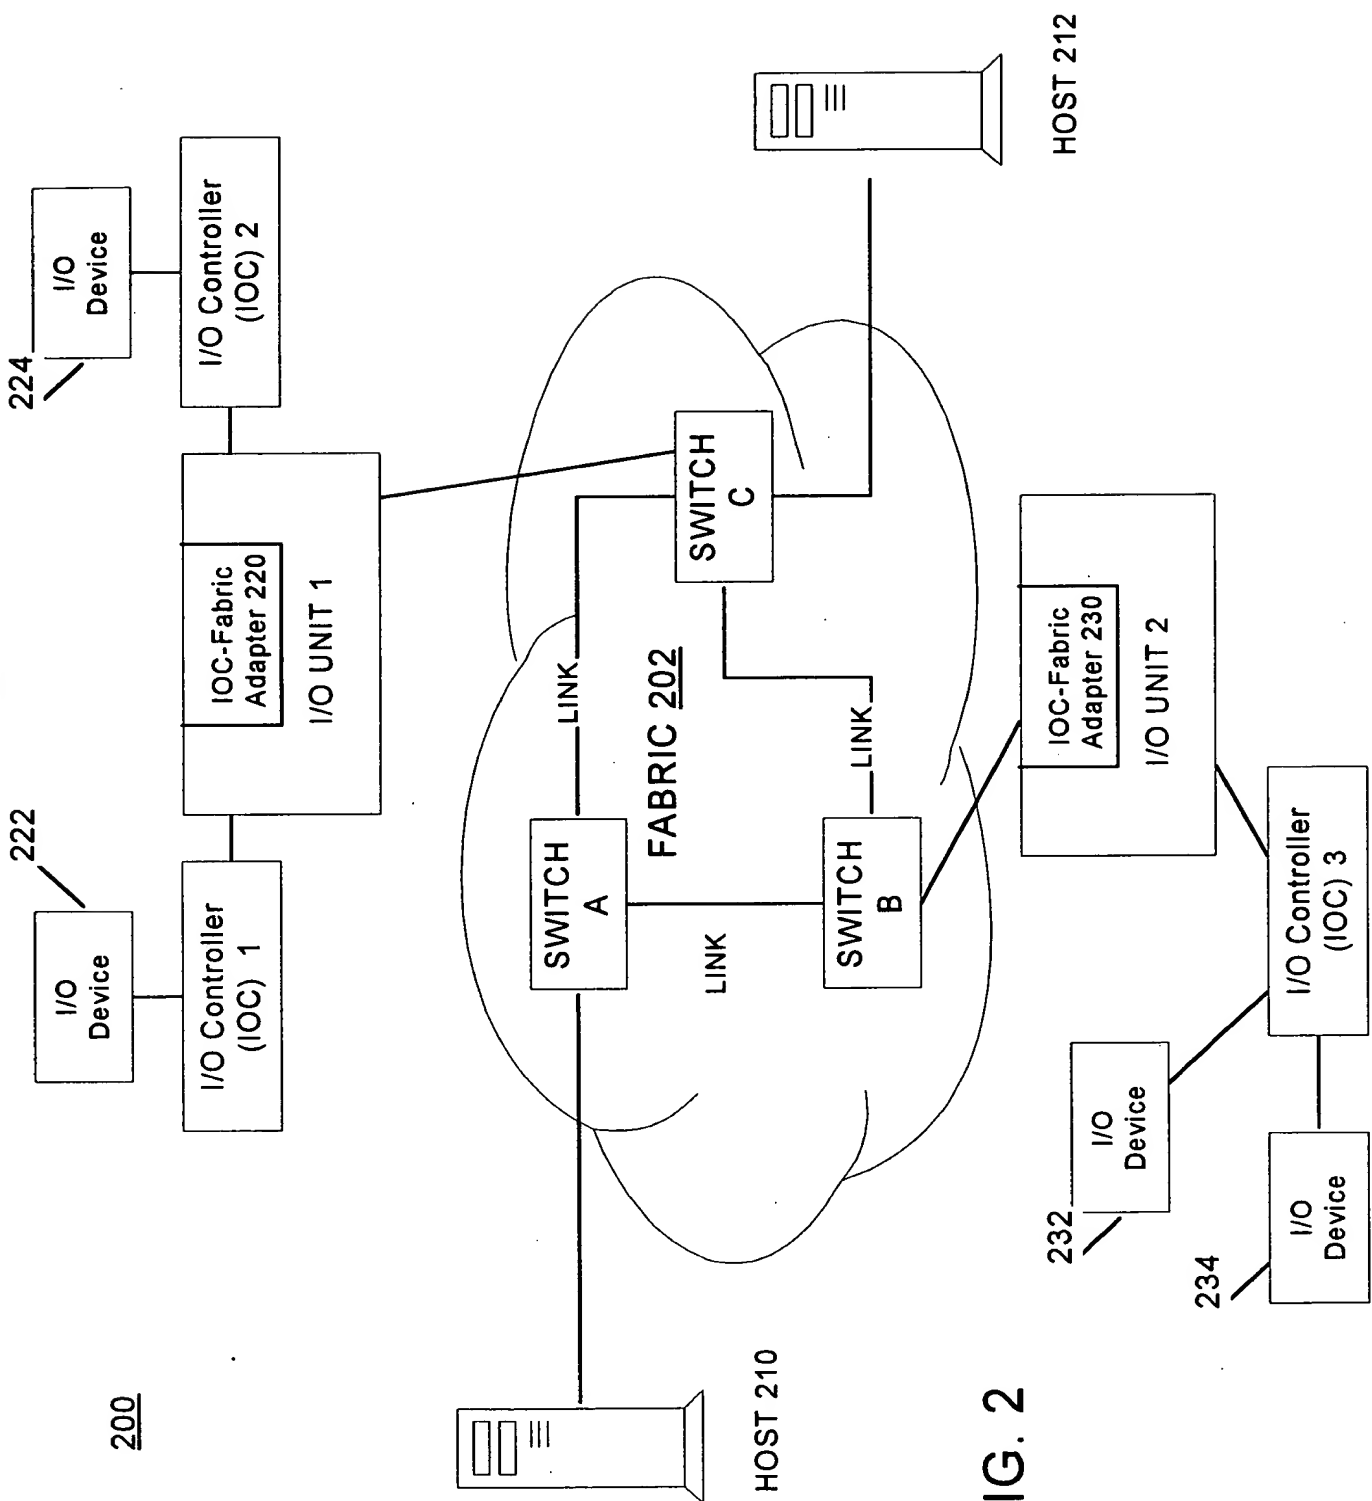 200
222
I/O
Device
I/O Controller
(IOC) 1
224
I/O
Device
I/O Controller
(IOC) 2
IOC-Fabric
Adapter 220
I/O UNIT 1
HOST 210
SWITCH
A
LINK
SWITCH
C
FABRIC 202
LINK
LINK
SWITCH
B
HOST 212
IOC-Fabric
Adapter 230
I/O UNIT 2
232
I/O
Device
234
I/O
Device
I/O Controller
(IOC) 3
IG. 2